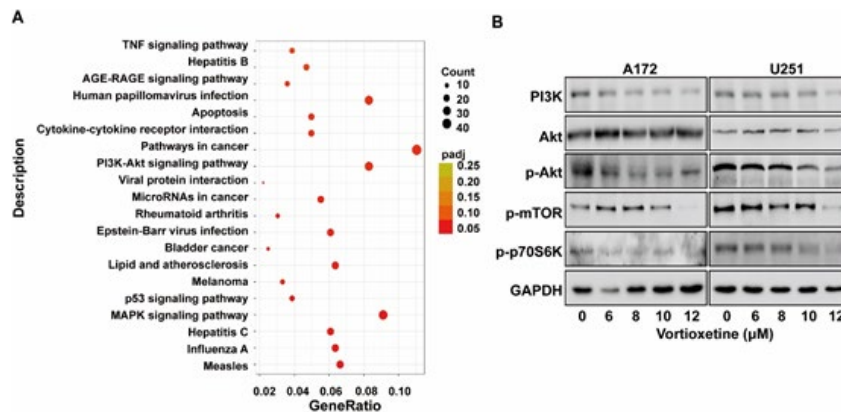 A
TNF signaling pathway
Hepatitis B
AGE-RAGE signaling pathway
Human papillomavirus infection
Apoptosis
Cytokine-cytokine receptor interaction
Pathways in cancer
PI3K-Akt signaling pathway
Viral protein interaction
MicroRNAs in cancer
Rheumatoid arthritis
Epstein-Barr virus infection
Bladder cancer
Lipid and atherosclerosis
Melanoma
p53 signaling pathway
MAPK signaling pathway
Hepatitis C
Influenza A
Measles
Description
0.02 0.04 0.06 0.08 0.10
GeneRatio
Count
10
20
30
40
padj
0.25
0.20
0.15
0.10
0.05
B
A172 U251
PI3K
Akt
p-Akt
p-mTOR
p-p70S6K
GAPDH
0 6 8 10 12 0 6 8 10 12
Vortioxetine (μM)